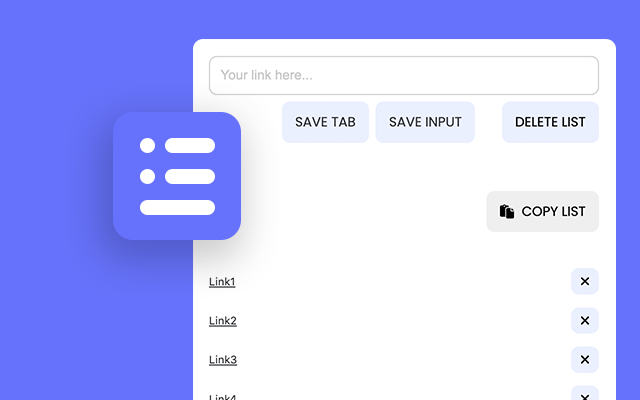 Your link here...
SAVE TAB SAVE INPUT DELETE LIST
COPY LIST
Link1
Link2
Link3
Link4